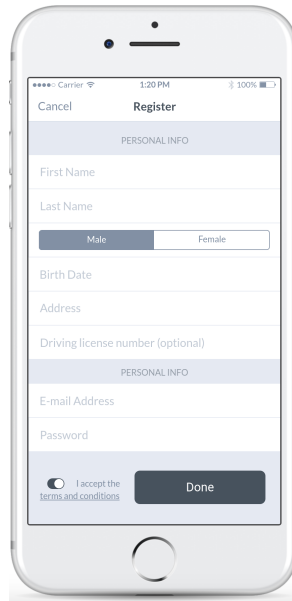 Carrier 1:20 PM 100%
Cancel Register
PERSONAL INFO
First Name
Last Name
Male Female
Birth Date
Address
Driving license number (optional)
PERSONAL INFO
E-mail Address
Password
I accept the
terms and conditions
Done